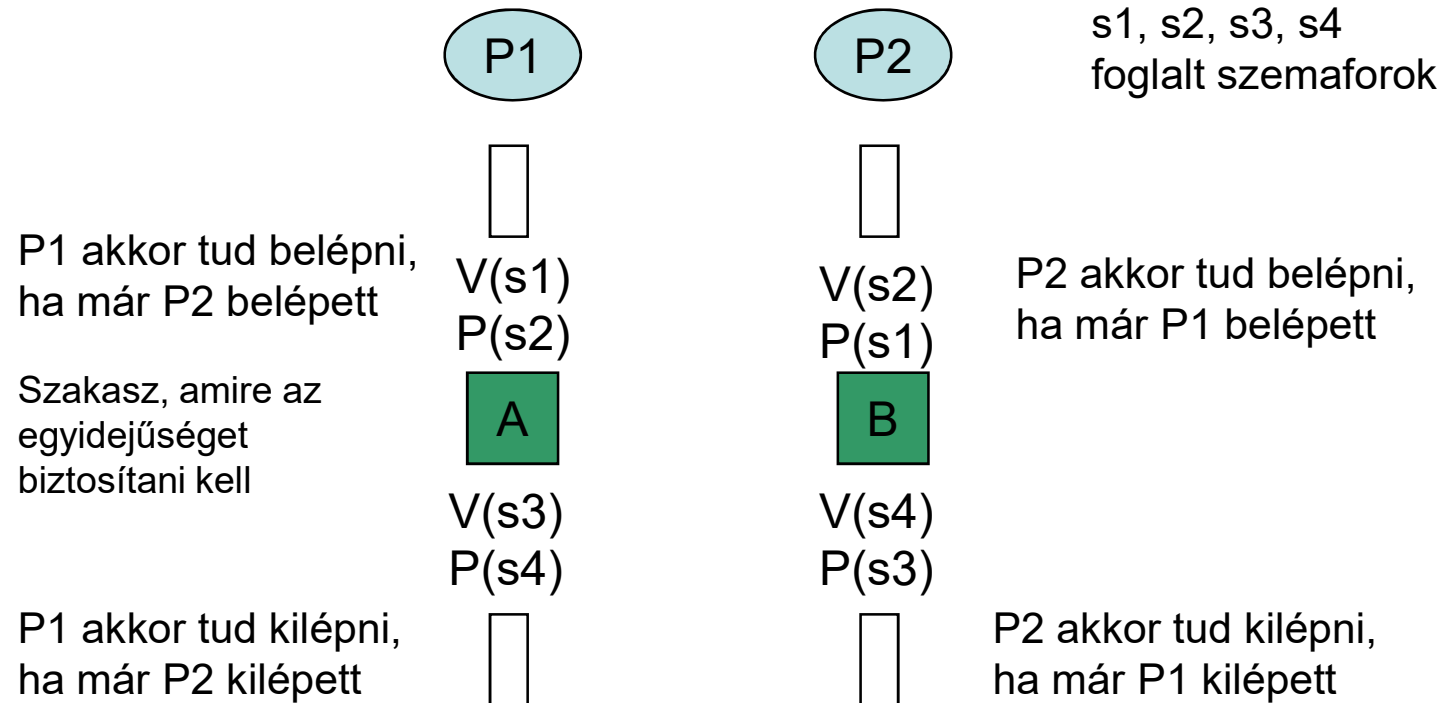 P1
P2
s1, s2, s3, s4
foglalt szemaforok
P1 akkor tud belépni,
ha már P2 belépett
V(s1)
P(s2)
V(s2)
P(s1)
P2 akkor tud belépni,
ha már P1 belépett
Szakasz, amire az
egyidejűséget
biztosítani kell
A
B
V(s3)
P(s4)
V(s4)
P(s3)
P1 akkor tud kilépni,
ha már P2 kilépett
P2 akkor tud kilépni,
ha már P1 kilépett